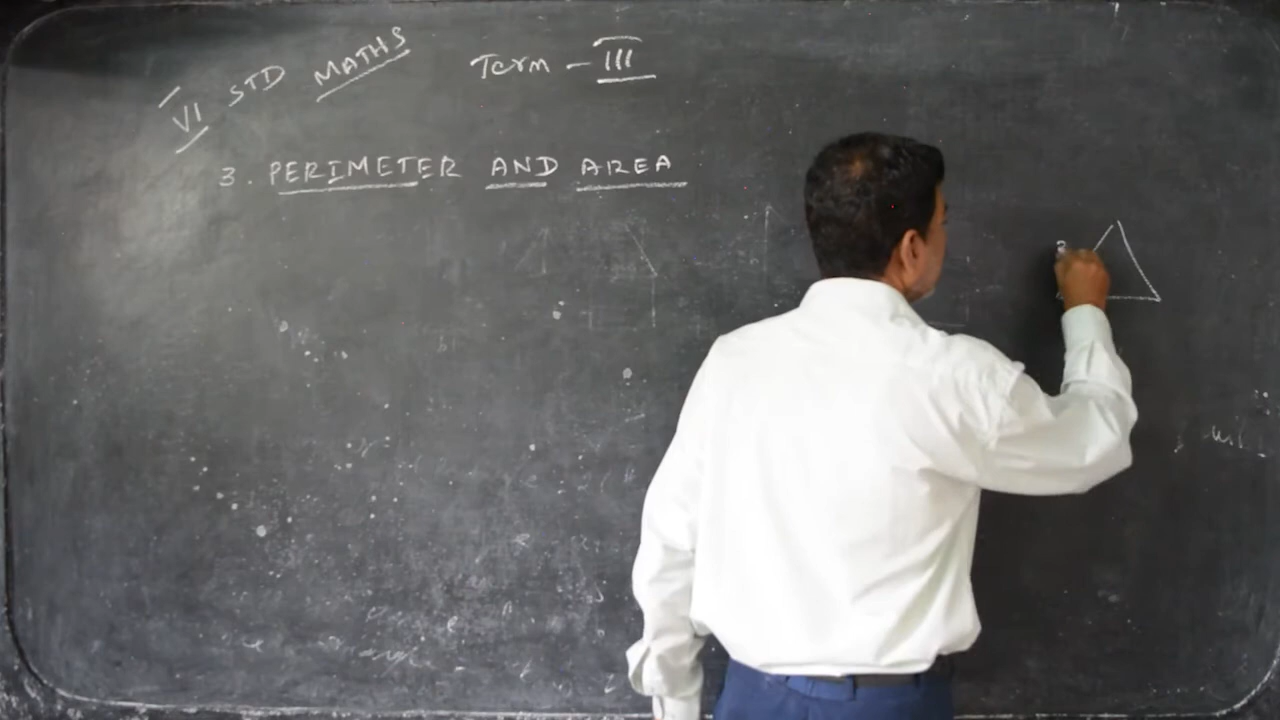 VI STD MATHS Term - III
3. PERIMETER AND AREA